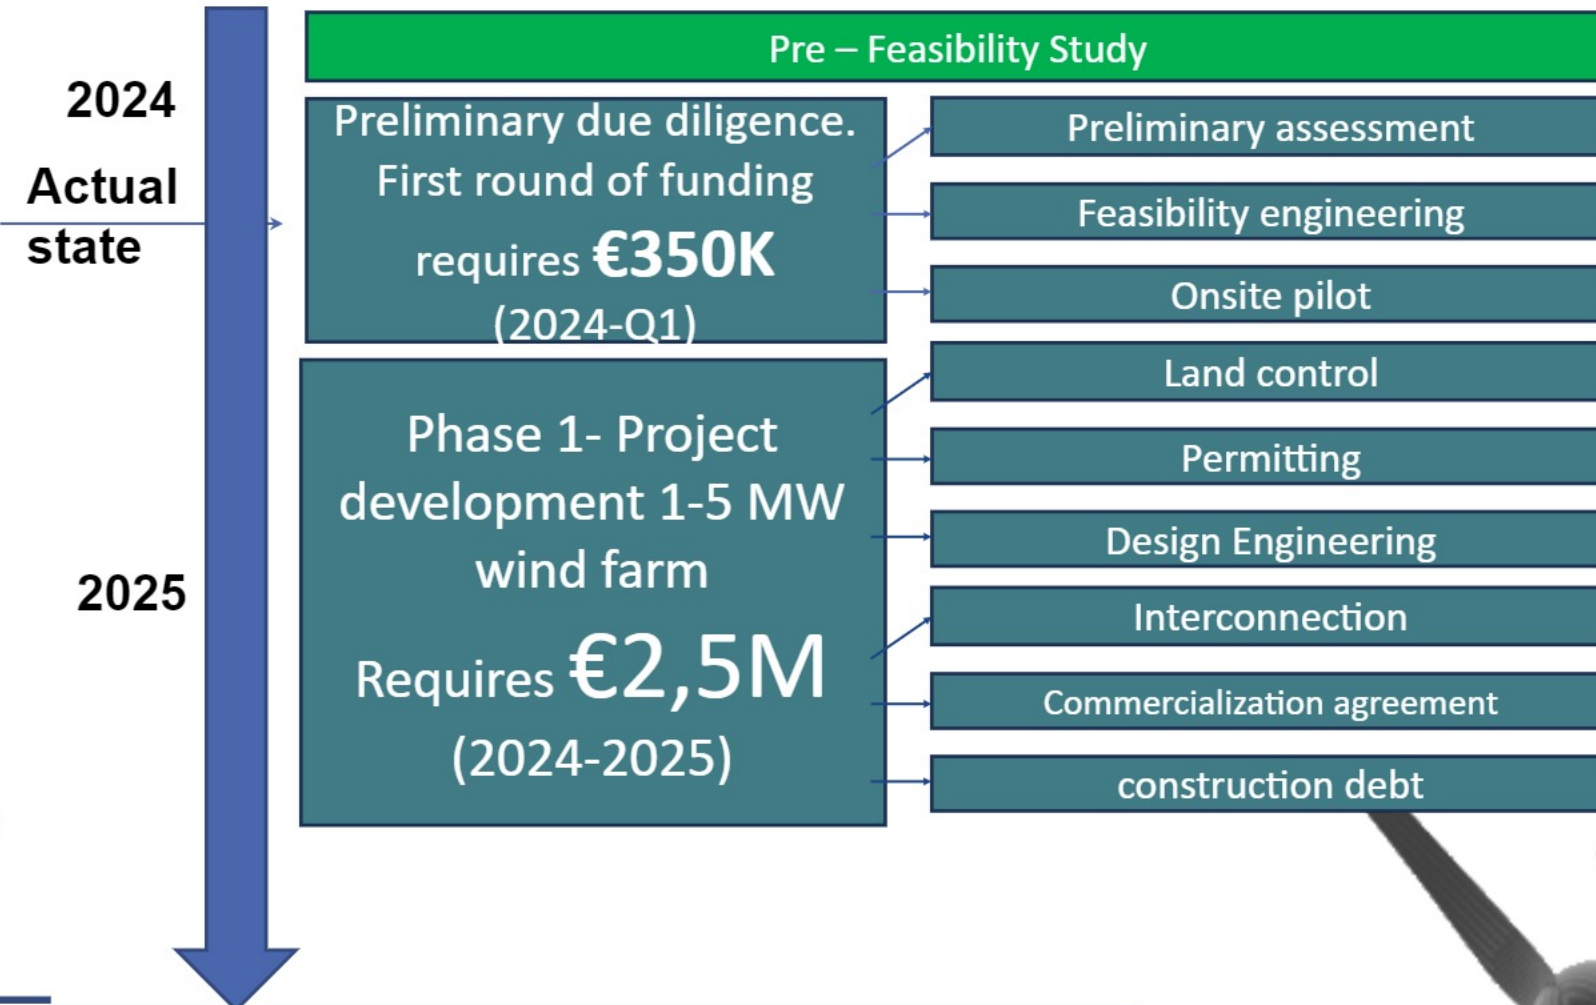 2024
Actual
state
2025
Pre – Feasibility Study
Preliminary due diligence.
First round of funding
requires €350K
(2024-Q1)
Preliminary assessment
Feasibility engineering
Onsite pilot
Phase 1- Project
development 1-5 MW
wind farm
Requires €2,5M
(2024-2025)
Land control
Permitting
Design Engineering
Interconnection
Commercialization agreement
construction debt